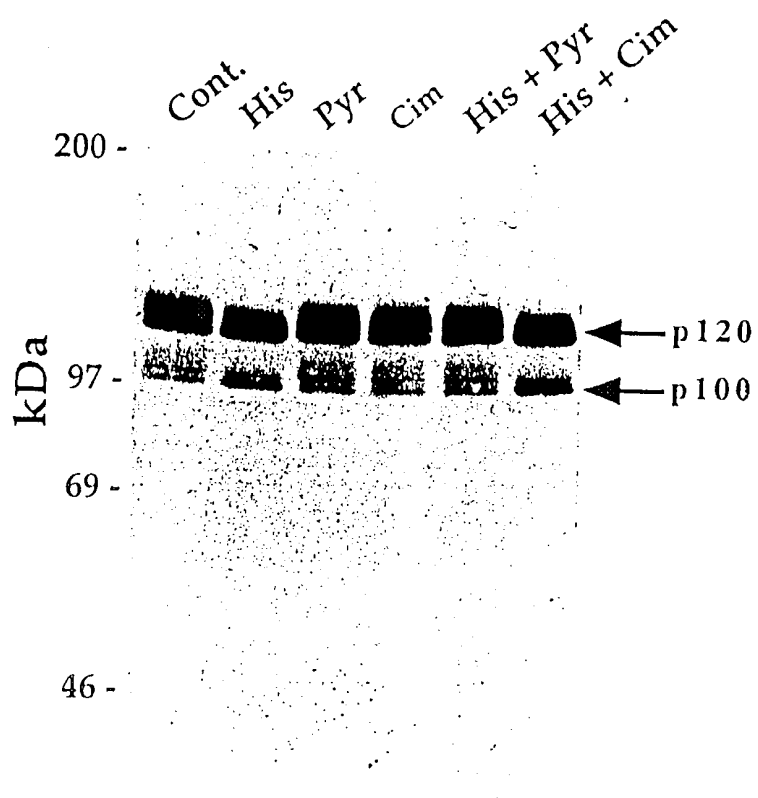 Cont.
His
Pyr
Cim
His + Pyr
His + Cim
200 -
kDa
p120
97 -
p100
69 -
46 -